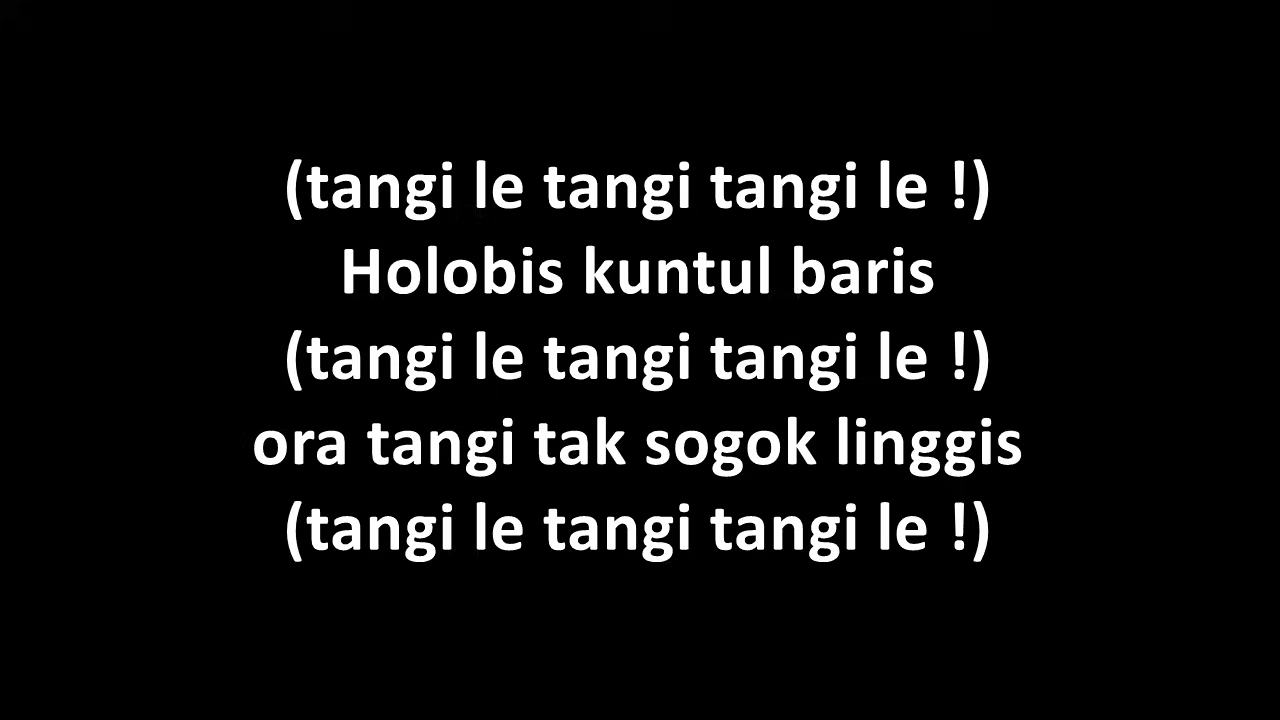 (tangi le tangi tangi le !)
Holobis kuntul baris
(tangi le tangi tangi le !)
ora tangi tak sogok linggis
(tangi le tangi tangi le !)